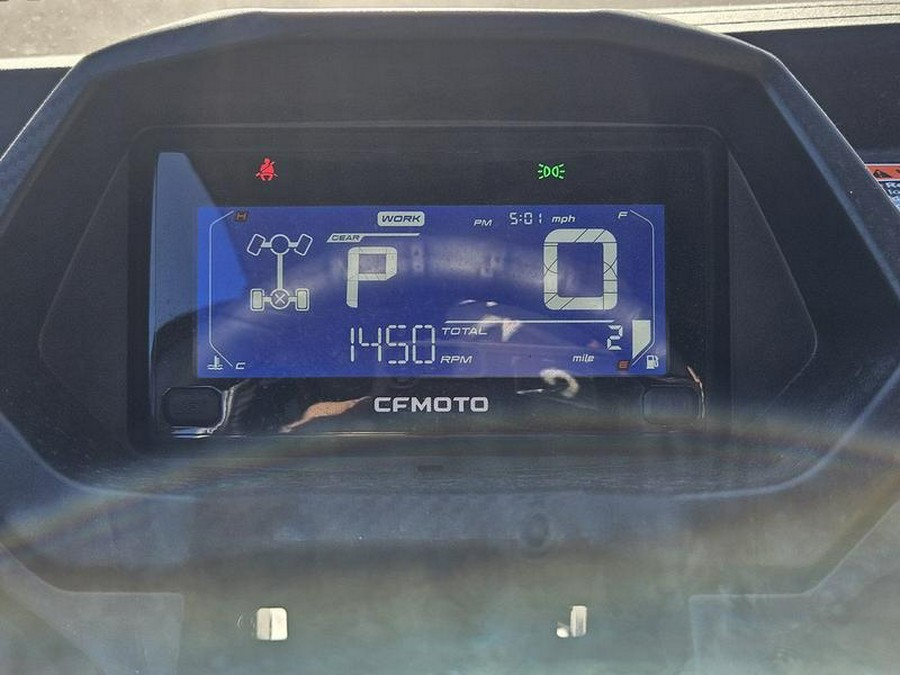 H WORK PM 5:01 mph F
GEAR
P 0
1450 RPM TOTAL 2
mile
C E
CFMOTO